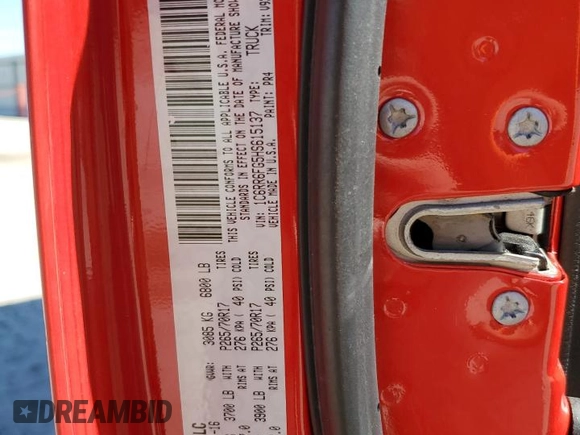 LC
-16 GVWR: 3085 KG 6800 LB
3700 LB WITH P265/70R17 TIRES
RIMS AT 276 KPA ( 40 PSI) COLD
3900 LB WITH P265/70R17 TIRES
RIMS AT 276 KPA ( 40 PSI) COLD
THIS VEHICLE CONFORMS TO ALL APPLICABLE U.S.A. FEDERAL
STANDARDS IN EFFECT ON THE DATE OF MANUFACTURE SHOW
VIN: 1C6RR6FG5HS615137 TYPE: TRUCK
VEHICLE MADE IN U.S.A. PAINT: PR4 TRIM:
DREAMBID